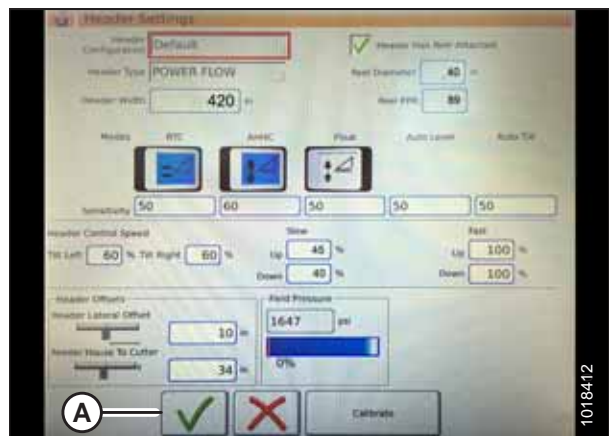 Header Settings
Header Configuration Default
Header Has Reel Attached
Header Type POWER FLOW
Reel Diameter 40 in
Header Width 420 in
Reel PPR 89
Modes RTC AHHC Float Auto Level Auto Tilt
Sensitivity 50 60 50 50 50
Header Control Speed
Slow
Fast
Tilt Left 60 % Tilt Right 60 %
Up 45 %
Up 100 %
Down 40 %
Down 100 %
Header Offsets
Field Pressure
Header Lateral Offset
10 in
1647 psi
Feeder House To Cutter
34 in
0%
A
Calibrate
1018412